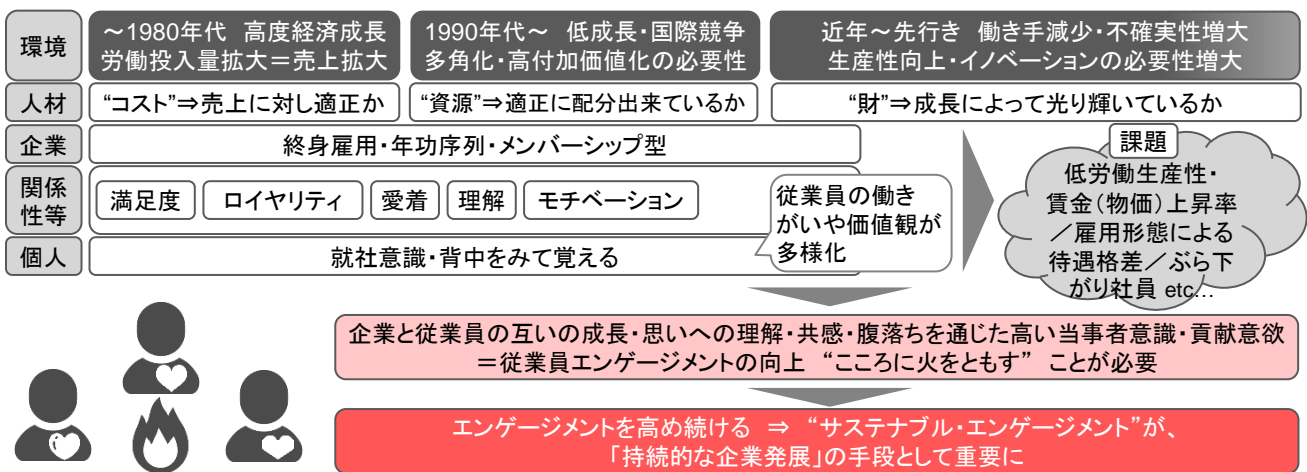 環境
～1980年代 高度経済成長
労働投入量拡大＝売上拡大
1990年代～ 低成長・国際競争
多角化・高付加価値化の必要性
近年～先行き 働き手減少・不確実性増大
生産性向上・イノベーションの必要性増大
人材
“コスト”⇒売上に対し適正か
“資源”⇒適正に配分出来ているか
“財”⇒成長によって光り輝いているか
企業
終身雇用・年功序列・メンバーシップ型
関係
性等
満足度
ロイヤリティ
愛着
理解
モチベーション
従業員の働き
がいや価値観が
多様化
個人
就社意識・背中をみて覚える
課題
低労働生産性・
賃金（物価）上昇率
／雇用形態による
待遇格差／ぶら下
がり社員 etc…
企業と従業員の互いの成長・思いへの理解・共感・腹落ちを通じた高い当事者意識・貢献意欲
＝従業員エンゲージメントの向上 “こころに火をともす” ことが必要
エンゲージメントを高め続ける ⇒ “サステナブル・エンゲージメント”が、
「持続的な企業発展」の手段として重要に